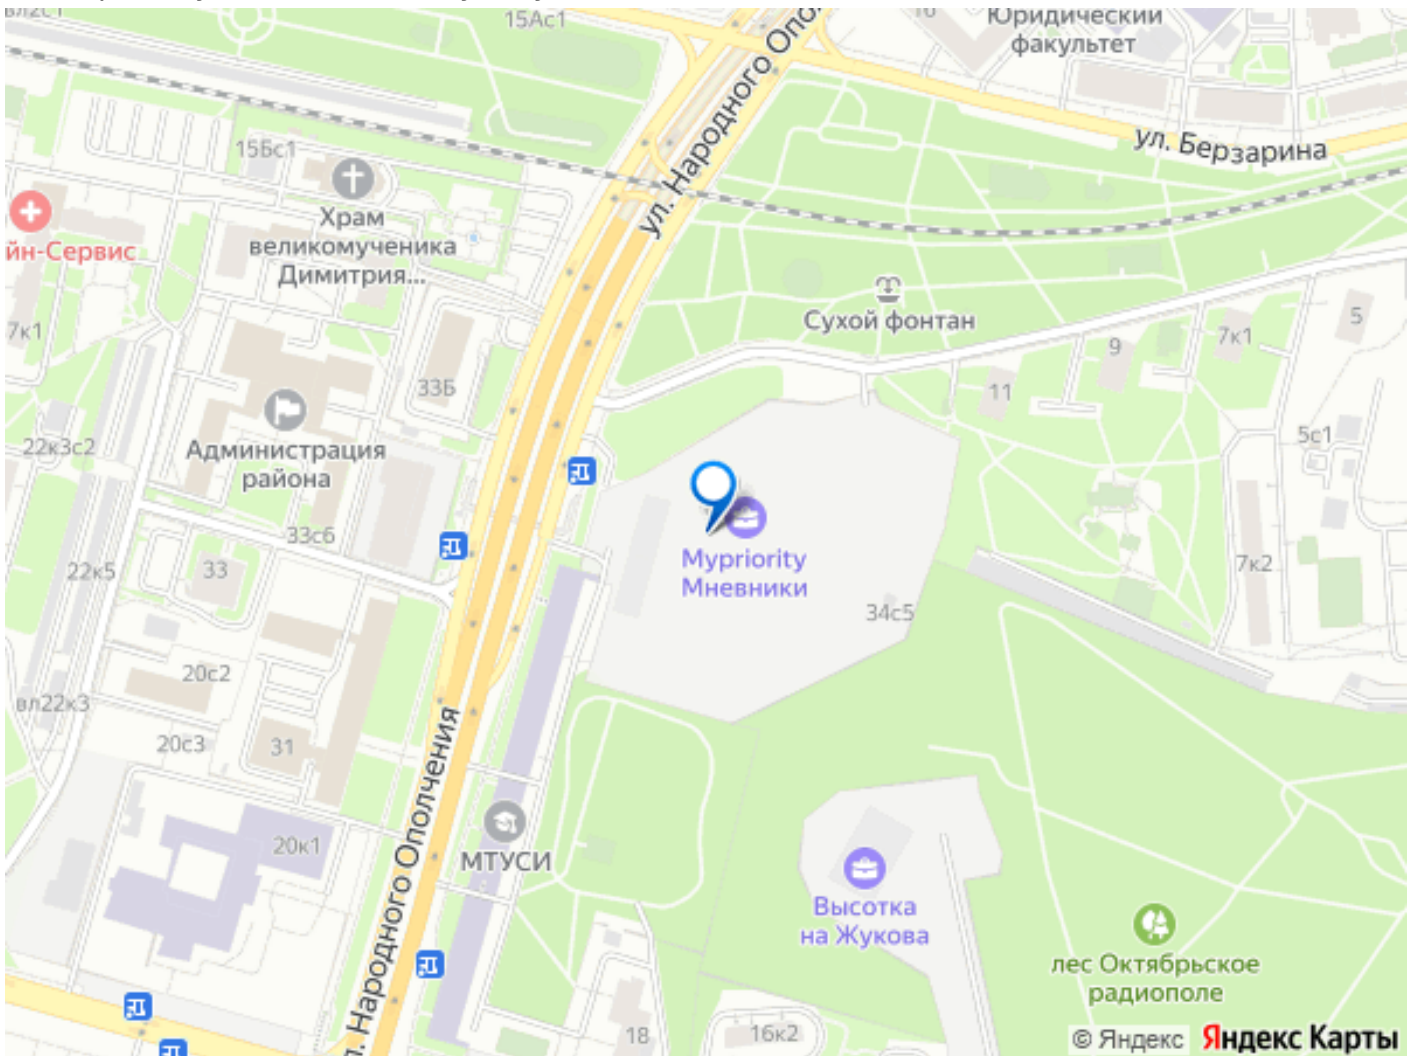 15Ас1
Юридический
факультет
ул. Народного Опо
ул. Берзарина
15Бс1
Храм
великомученика
Димитрия...
йн-Сервис
7к1
Сухой фонтан
5
7к1
9
11
33Б
Администрация
района
22к3с2
5с1
33с6
22к5
33
Mypriority
Мневники
7к2
34с5
20с2
вл22к3
20с3
31
20к1
МТУСИ
л. Народного Ополчения
Высотка
на Жукова
лес Октябрьское
радиополе
18
16к2
© Яндекс Яндекс Карты